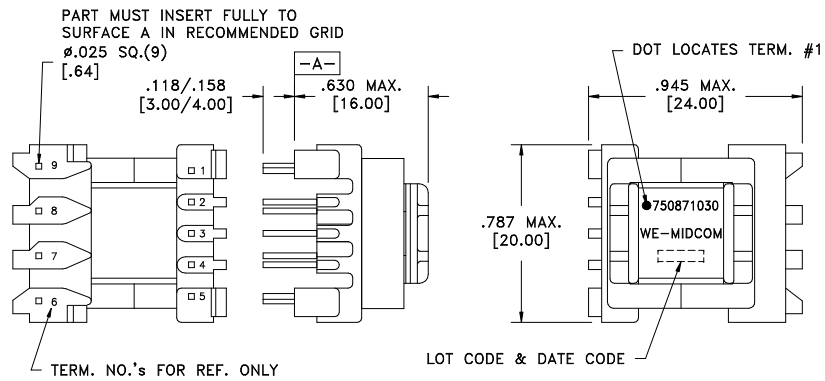 PART MUST INSERT FULLY TO
SURFACE A IN RECOMMENDED GRID
ø.025 SQ.(9)
[.64]
.118/.158
[3.00/4.00]
-A-
.630 MAX.
[16.00]
DOT LOCATES TERM. #1
.945 MAX.
[24.00]
9
8
7
6
1
2
3
4
5
.787 MAX.
[20.00]
750871030
WE-MIDCOM
TERM. NO.'s FOR REF. ONLY
LOT CODE & DATE CODE